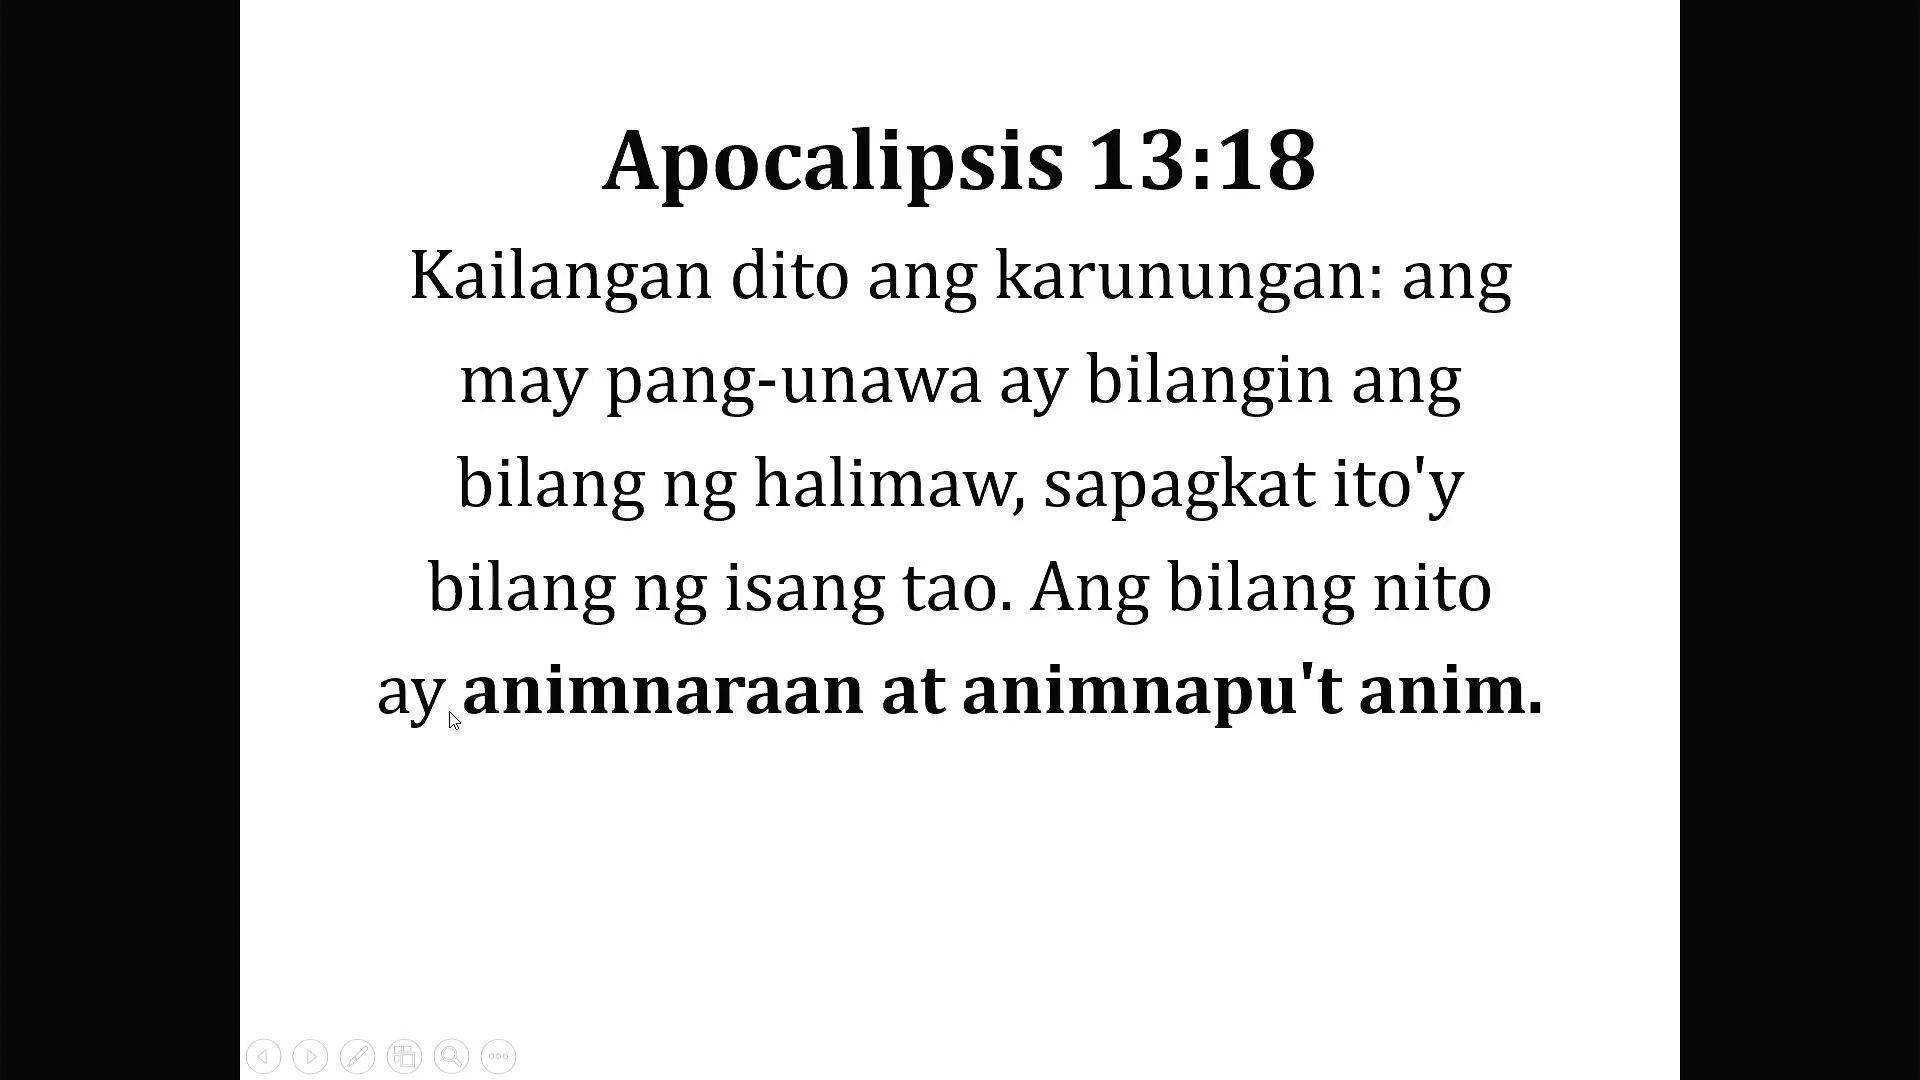 Apocalipsis 13:18
Kailangan dito ang karunungan: ang
may pang-unawa ay bilangin ang
bilang ng halimaw, sapagkat ito'y
bilang ng isang tao. Ang bilang nito
ay animnaraan at animnapu't anim.